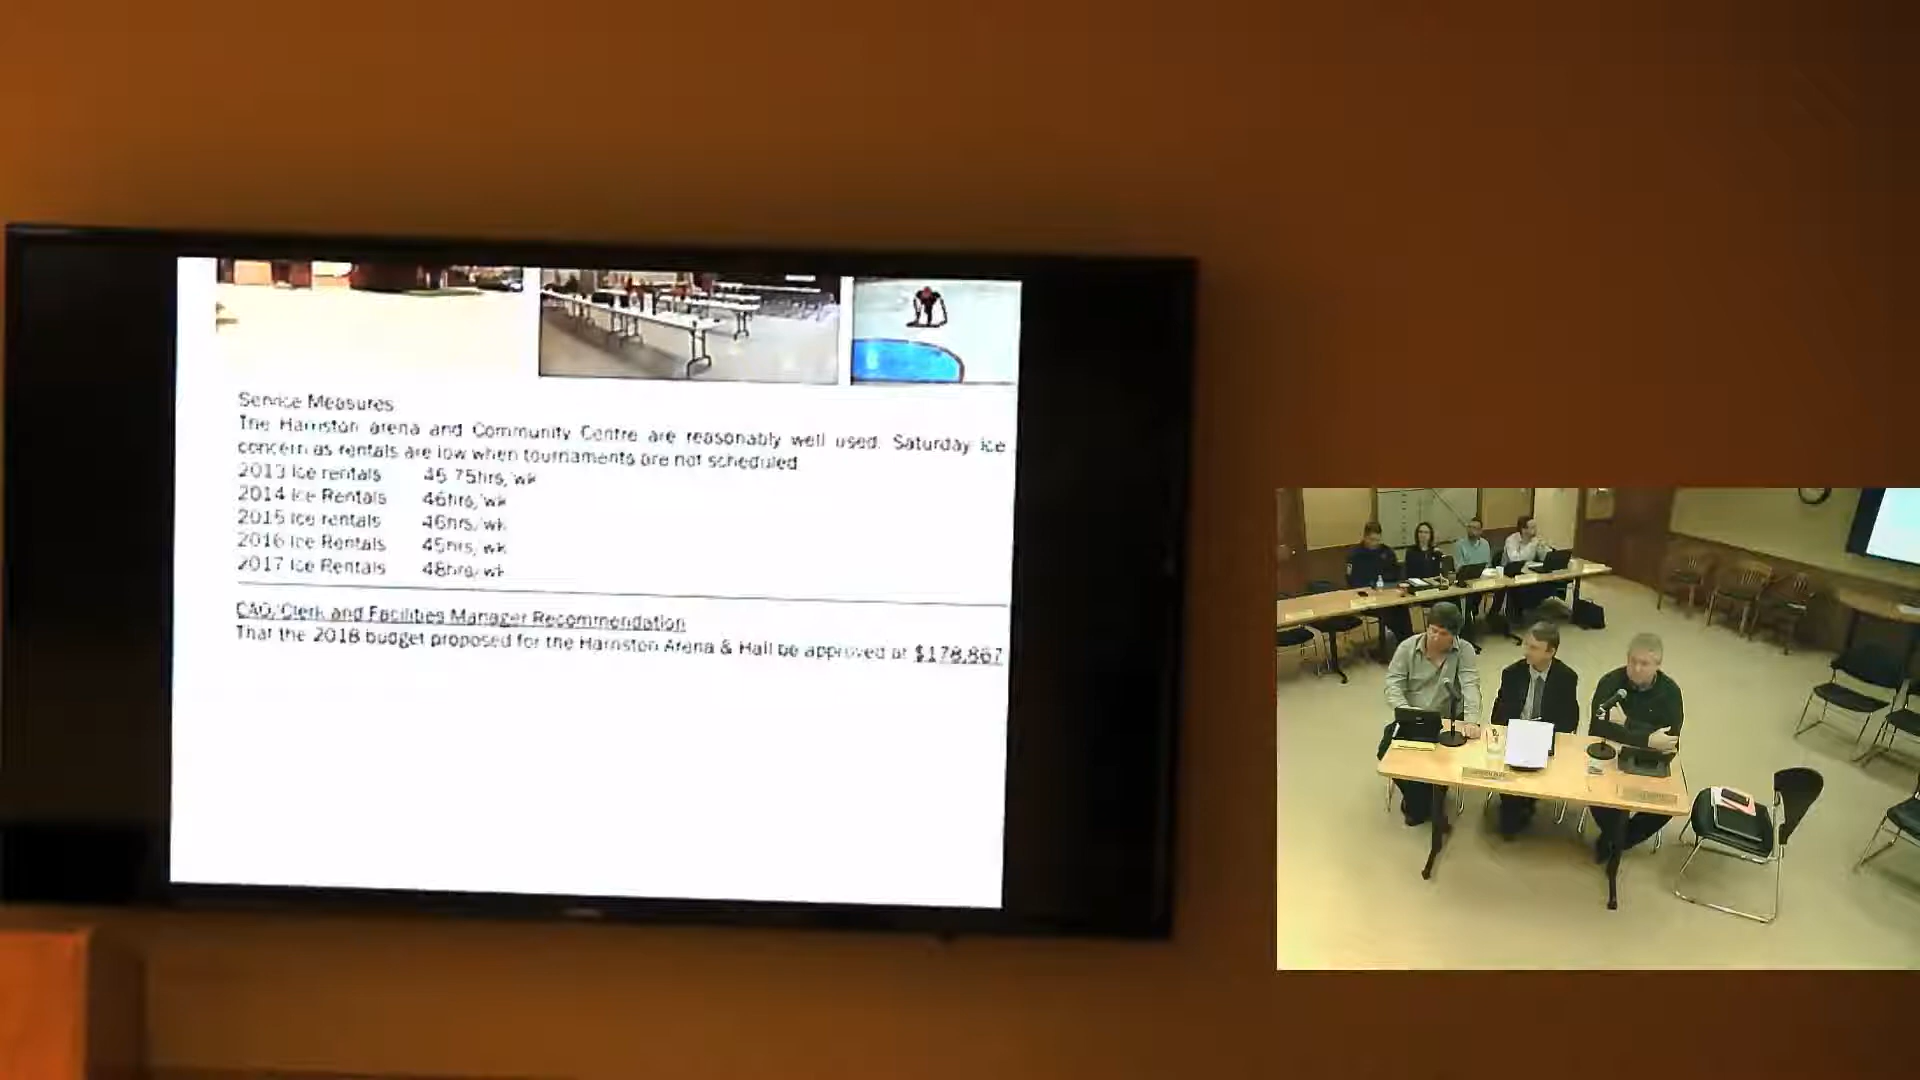 Service Measures
The Harriston arena and Community Centre are reasonably well used. Saturday ice
concern as rentals are low when tournaments are not scheduled
2013 Ice rentals 45.75hrs/wk
2014 Ice Rentals 46hrs/wk
2015 Ice rentals 46hrs/wk
2016 Ice Rentals 45hrs/wk
2017 Ice Rentals 48hrs/wk
CAO/Clerk and Facilities Manager Recommendation
That the 2018 budget proposed for the Harriston Arena & Hall be approved at $178,867